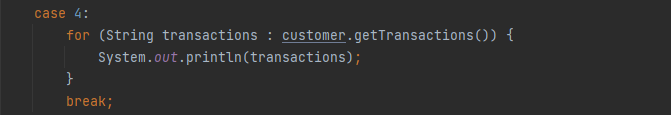 case 4:
for (String transactions : customer.getTransactions()) {
System.out.println(transactions);
}
break;